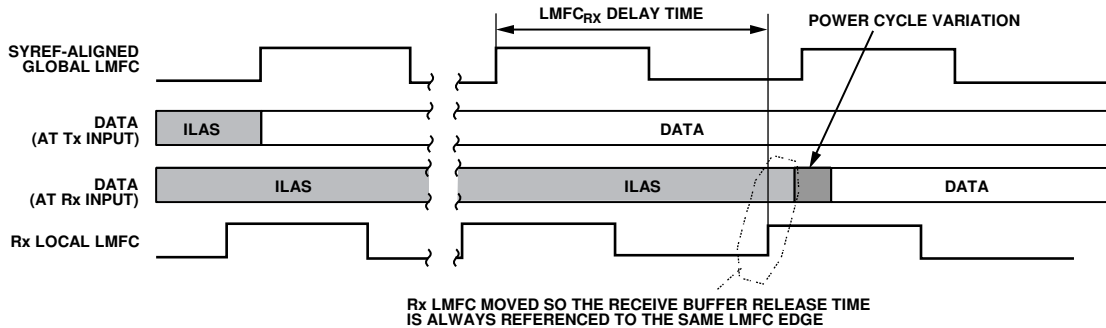 LMFCRX DELAY TIME
POWER CYCLE VARIATION
SYREF-ALIGNED
GLOBAL LMFC
DATA
(AT Tx INPUT)
ILAS
DATA
DATA
(AT Rx INPUT)
ILAS
ILAS
DATA
Rx LOCAL LMFC
Rx LMFC MOVED SO THE RECEIVE BUFFER RELEASE TIME
IS ALWAYS REFERENCED TO THE SAME LMFC EDGE